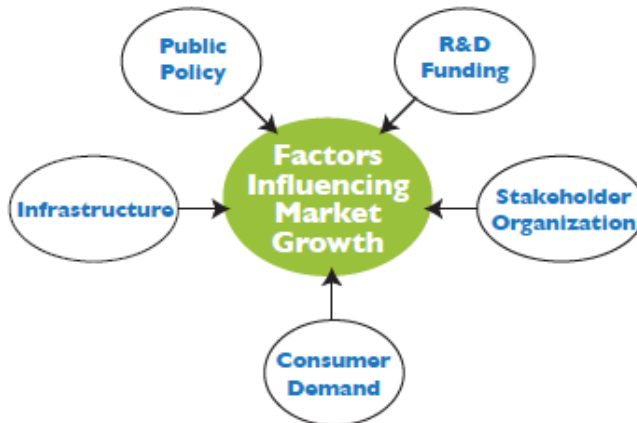 Public
Policy
R&D
Funding
Factors
Influencing
Market
Growth
Infrastructure
Stakeholder
Organization
Consumer
Demand